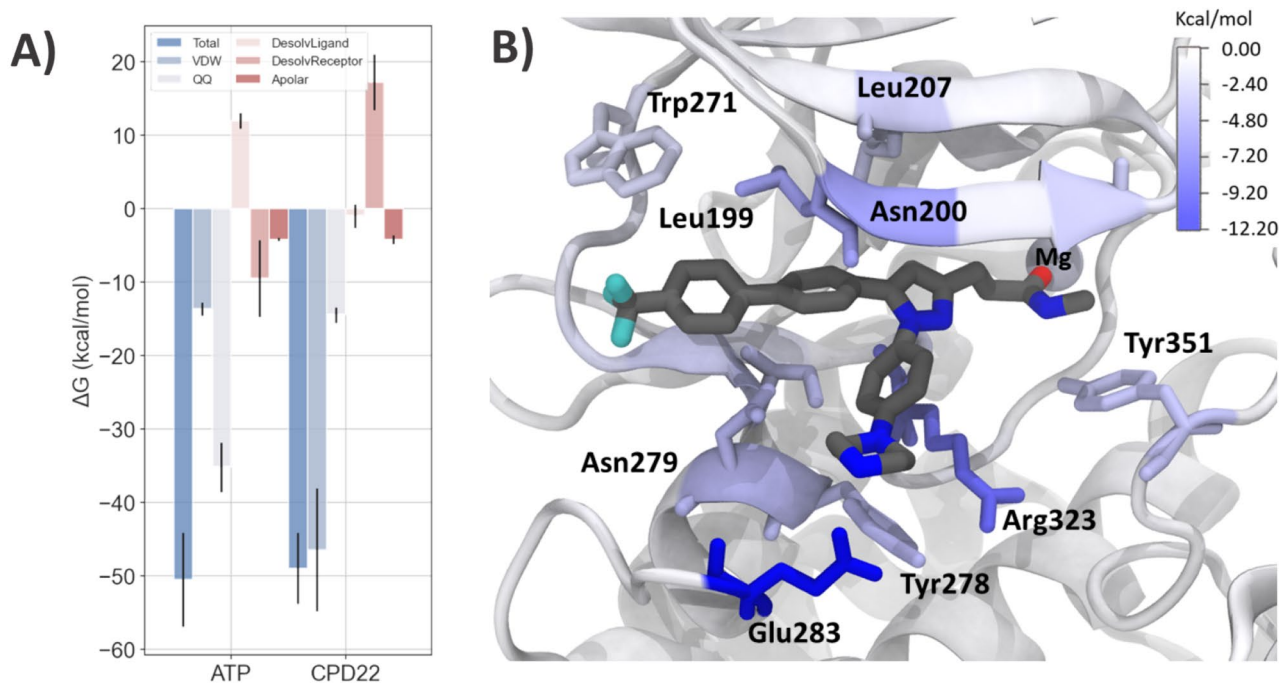 A)
ΔG (kcal/mol)
20
10
0
−10
−20
−30
−40
−50
−60
Total
VDW
QQ
DesolvLigand
DesolvReceptor
Apolar
ATP
CPD22
B)
Kcal/mol
0.00
-2.40
-4.80
-7.20
-9.20
-12.20
Trp271
Leu207
Leu199
Asn200
Mg
Tyr351
Asn279
Arg323
Tyr278
Glu283